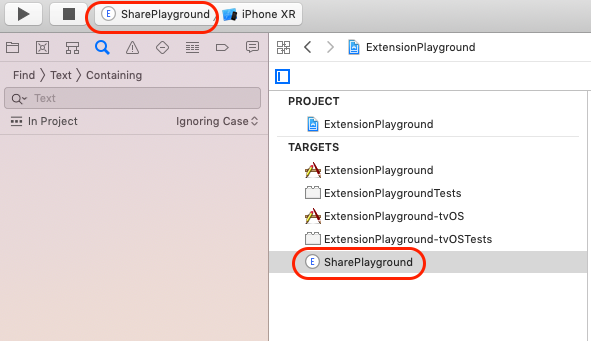 E SharePlayground iPhone XR
ExtensionPlayground
Find Text Containing
Text
In Project Ignoring Case
PROJECT
ExtensionPlayground
TARGETS
ExtensionPlayground
ExtensionPlaygroundTests
ExtensionPlayground-tvOS
ExtensionPlayground-tvOSTests
E SharePlayground